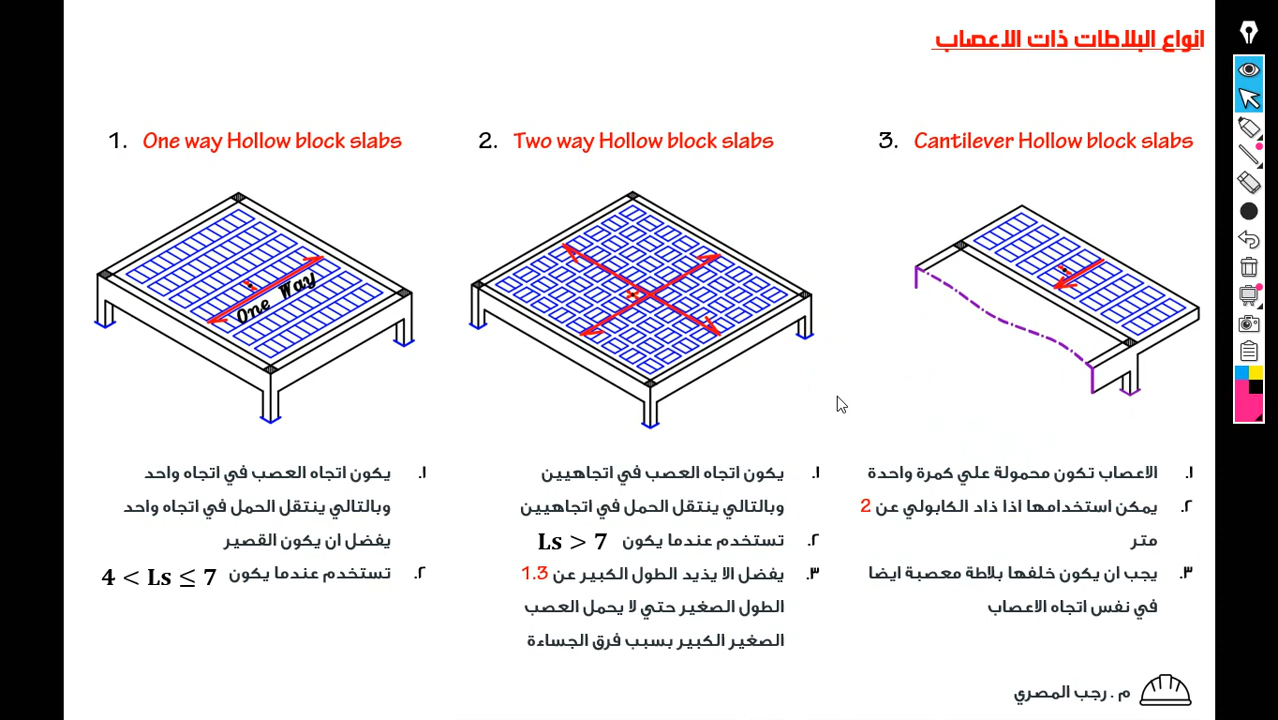 انواع البلاطات ذات الاعصاب
1. One way Hollow block slabs
One Way
١. يكون اتجاه العصب في اتجاه واحد
وبالتالي ينتقل الحمل في اتجاه واحد
يفضل ان يكون القصير
٢. تستخدم عندما يكون 4 < Ls ≤ 7
2. Two way Hollow block slabs
١. يكون اتجاه العصب في اتجاهيين
وبالتالي ينتقل الحمل في اتجاهيين
٢. تستخدم عندما يكون Ls > 7
٣. يفضل الا يذيد الطول الكبير عن 1.3
الطول الصغير حتي لا يحمل العصب
الصغير الكبير بسبب فرق الجساءة
3. Cantilever Hollow block slabs
١. الاعصاب تكون محمولة علي كمرة واحدة
٢. يمكن استخدامها اذا ذاد الكابولي عن 2
متر
٣. يجب ان يكون خلفها بلاطة معصبة ايضا
في نفس اتجاه الاعصاب
م . رجب المصري